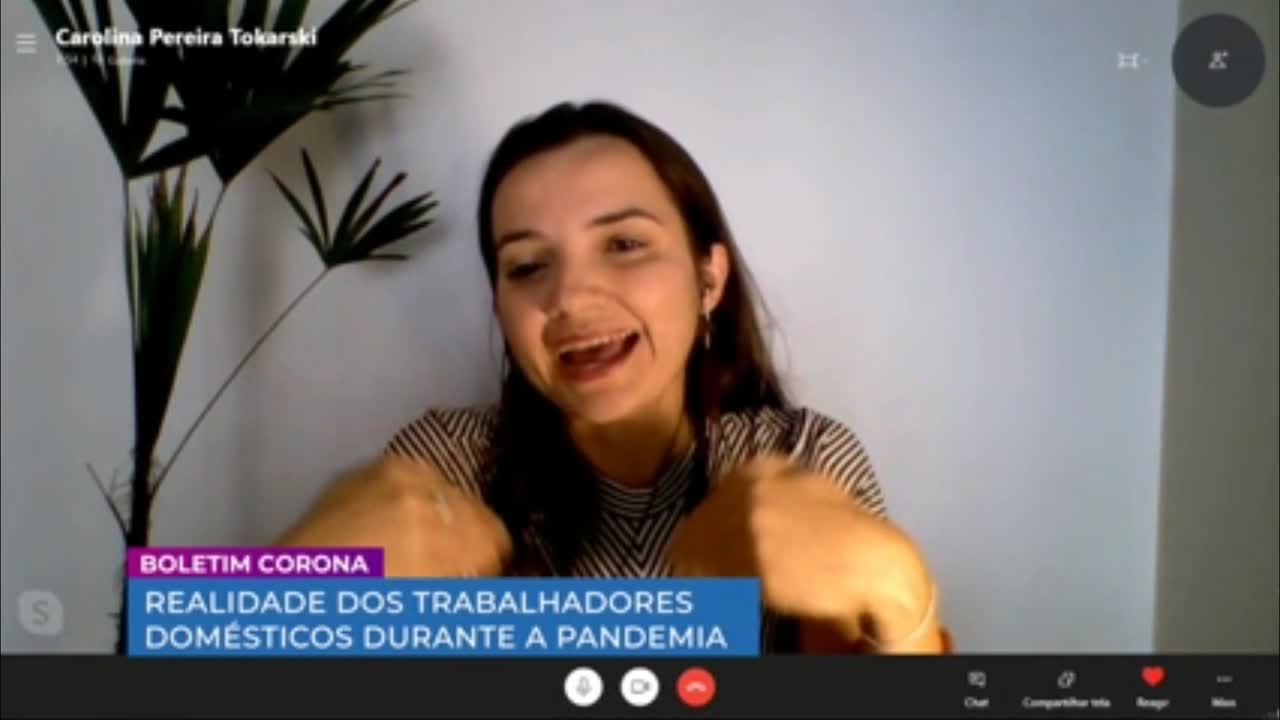 Carolina Pereira Tokarski
BOLETIM CORONA
REALIDADE DOS TRABALHADORES
DOMÉSTICOS DURANTE A PANDEMIA
S
Chat
Compartilhar tela
Reagir
Mais